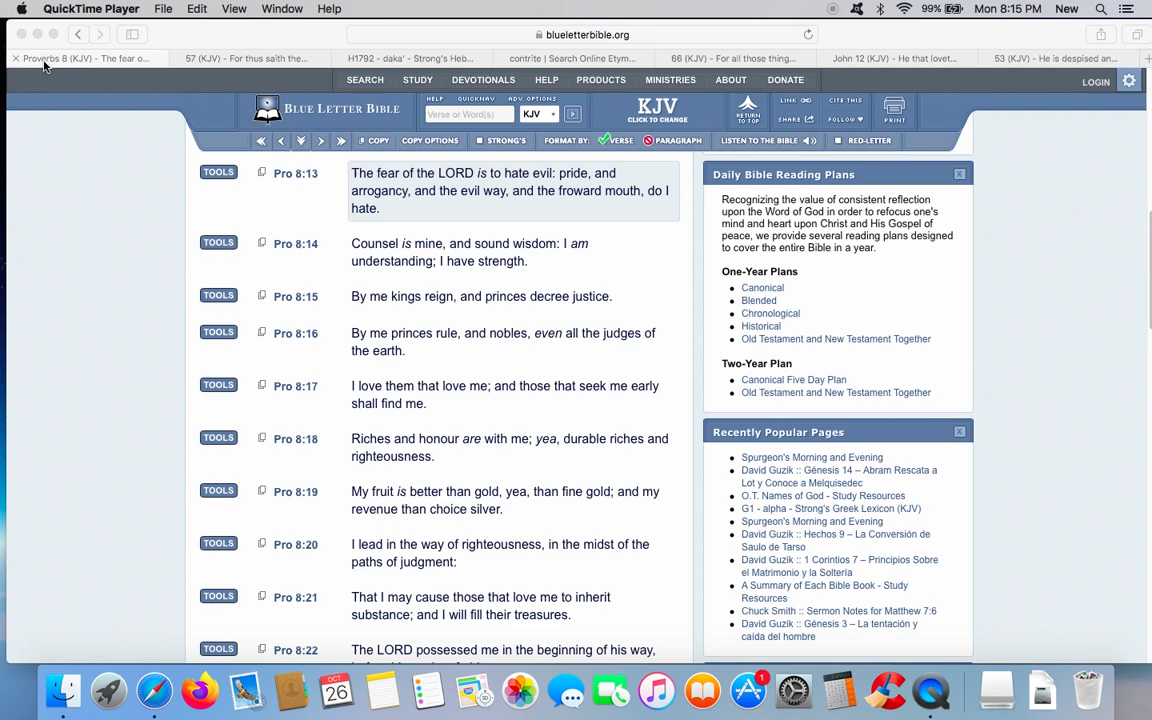 QuickTime Player File Edit View Window Help 99% Mon 8:15 PM New
blueletterbible.org
Proverbs 8 (KJV) - The fear o... 57 (KJV) - For thus saith the... H1792 - daka' - Strong's Heb... contrite | Search Online Etym... 66 (KJV) - For all those thing... John 12 (KJV) - He that lovet... 53 (KJV) - He is despised an...
SEARCH STUDY DEVOTIONALS HELP PRODUCTS MINISTRIES ABOUT DONATE LOGIN
BLUE LETTER BIBLE
HELP QUICKNAV ADV. OPTIONS
Verse or Word(s) KJV
KJV
CLICK TO CHANGE
RETURN
TO TOP
LINK CITE THIS
SHARE FOLLOW
PRINT
COPY COPY OPTIONS STRONG'S FORMAT BY: VERSE PARAGRAPH LISTEN TO THE BIBLE RED-LETTER
TOOLS Pro 8:13 The fear of the LORD is to hate evil: pride, and
arrogancy, and the evil way, and the froward mouth, do I
hate.
TOOLS Pro 8:14 Counsel is mine, and sound wisdom: I am
understanding; I have strength.
TOOLS Pro 8:15 By me kings reign, and princes decree justice.
TOOLS Pro 8:16 By me princes rule, and nobles, even all the judges of
the earth.
TOOLS Pro 8:17 I love them that love me; and those that seek me early
shall find me.
TOOLS Pro 8:18 Riches and honour are with me; yea, durable riches and
righteousness.
TOOLS Pro 8:19 My fruit is better than gold, yea, than fine gold; and my
revenue than choice silver.
TOOLS Pro 8:20 I lead in the way of righteousness, in the midst of the
paths of judgment:
TOOLS Pro 8:21 That I may cause those that love me to inherit
substance; and I will fill their treasures.
TOOLS Pro 8:22 The LORD possessed me in the beginning of his way,
Daily Bible Reading Plans
Recognizing the value of consistent reflection
upon the Word of God in order to refocus one's
mind and heart upon Christ and His Gospel of
peace, we provide several reading plans designed
to cover the entire Bible in a year.
One-Year Plans
Canonical
Blended
Chronological
Historical
Old Testament and New Testament Together
Two-Year Plan
Canonical Five Day Plan
Old Testament and New Testament Together
Recently Popular Pages
Spurgeon's Morning and Evening
David Guzik :: Génesis 14 – Abram Rescata a
Lot y Conoce a Melquisedec
O.T. Names of God - Study Resources
G1 - alpha - Strong's Greek Lexicon (KJV)
Spurgeon's Morning and Evening
David Guzik :: Hechos 9 – La Conversión de
Saulo de Tarso
David Guzik :: 1 Corintios 7 – Principios Sobre
el Matrimonio y la Soltería
A Summary of Each Bible Book - Study
Resources
Chuck Smith :: Sermon Notes for Matthew 7:6
David Guzik :: Génesis 3 – La tentación y
caída del hombre
OCT
26
1